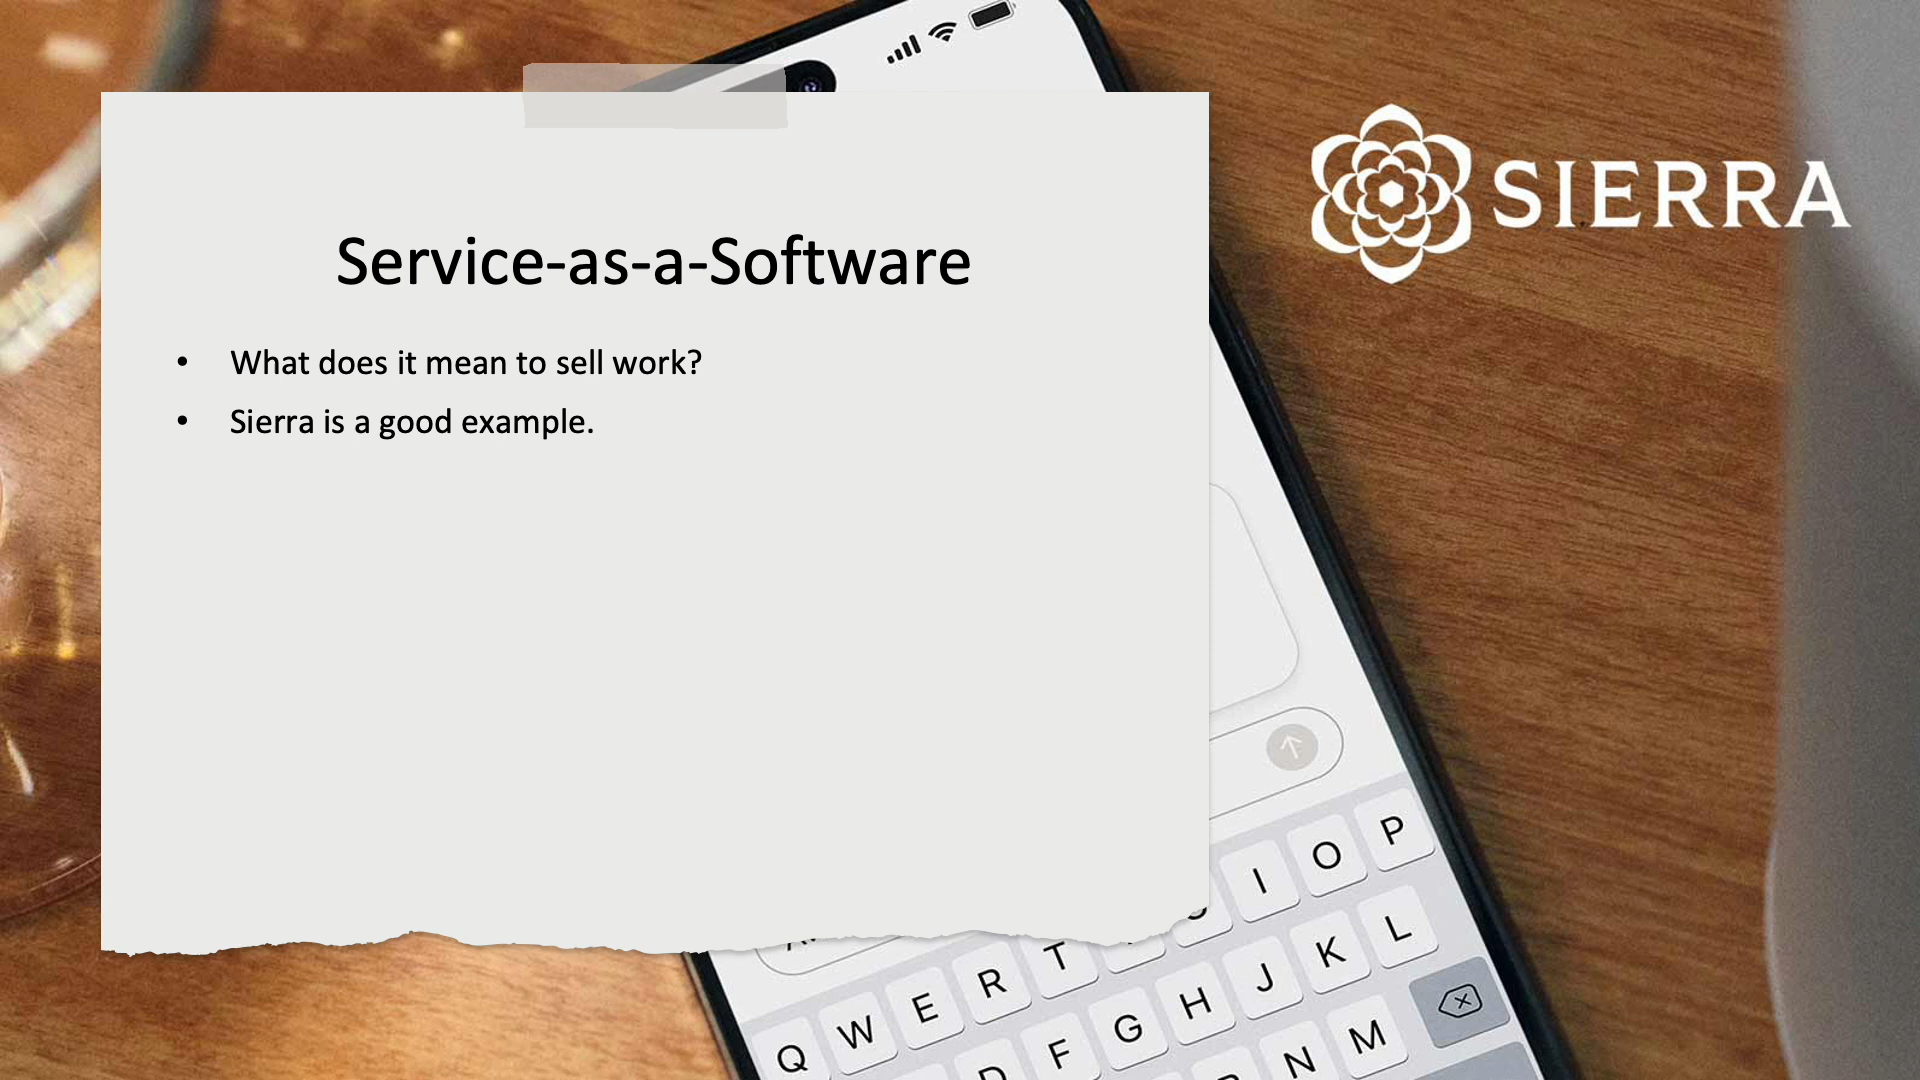 SIERRA
Service-as-a-Software
• What does it mean to sell work?
• Sierra is a good example.
I O P
Q W E R T
G H J K L
D F
N M